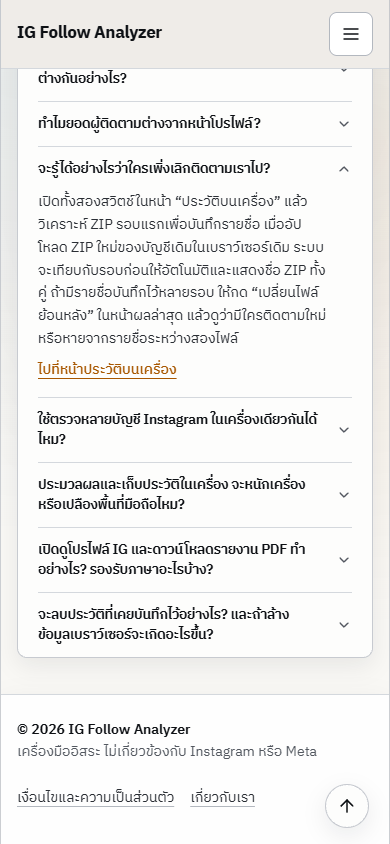 IG Follow Analyzer
ต่างกันอย่างไร?
ทำไมยอดผู้ติดตามต่างจากหน้าโปรไฟล์?
จะรู้ได้อย่างไรว่าใครเพิ่งเลิกติดตามเราไป?
เปิดทั้งสองสวิตช์ในหน้า “ประวัติบนเครื่อง” แล้ว
วิเคราะห์ ZIP รอบแรกเพื่อบันทึกรายชื่อ เมื่ออัป
โหลด ZIP ใหม่ของบัญชีเดิมในเบราว์เซอร์เดิม ระบบ
จะเทียบกับรอบก่อนให้อัตโนมัติและแสดงชื่อ ZIP ทั้ง
คู่ ถ้ามีรายชื่อบันทึกไว้หลายรอบ ให้กด “เปลี่ยนไฟล์
ย้อนหลัง” ในหน้าผลล่าสุด แล้วดูว่ามีใครติดตามใหม่
หรือหายจากรายชื่อระหว่างสองไฟล์
ไปที่หน้าประวัติบนเครื่อง
ใช้ตรวจหลายบัญชี Instagram ในเครื่องเดียวกันได้
ไหม?
ประมวลผลและเก็บประวัติในเครื่อง จะหนักเครื่อง
หรือเปลืองพื้นที่มือถือไหม?
เปิดดูโปรไฟล์ IG และดาวน์โหลดรายงาน PDF ทำ
อย่างไร? รองรับภาษาอะไรบ้าง?
จะลบประวัติที่เคยบันทึกไว้อย่างไร? และถ้าล้าง
ข้อมูลเบราว์เซอร์จะเกิดอะไรขึ้น?
© 2026 IG Follow Analyzer
เครื่องมืออิสระ ไม่เกี่ยวข้องกับ Instagram หรือ Meta
เงื่อนไขและความเป็นส่วนตัว เกี่ยวกับเรา